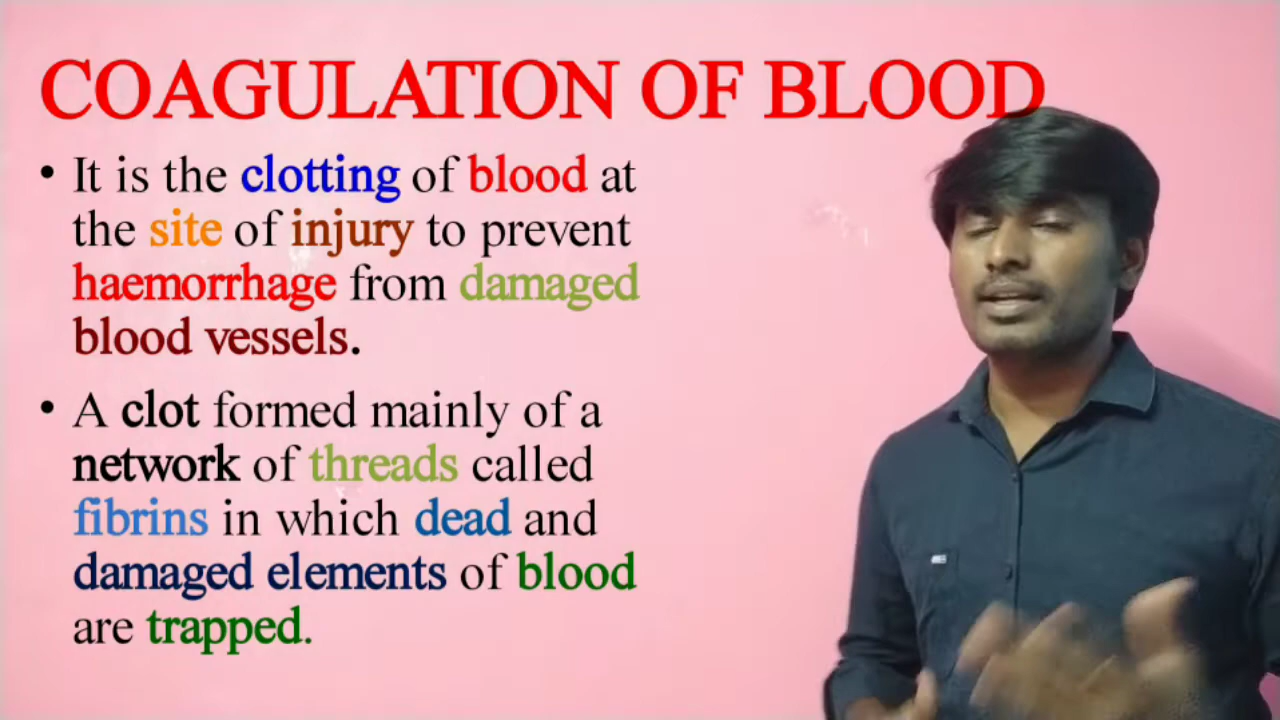 COAGULATION OF BLOOD
• It is the clotting of blood at
the site of injury to prevent
haemorrhage from damaged
blood vessels.
• A clot formed mainly of a
network of threads called
fibrins in which dead and
damaged elements of blood
are trapped.